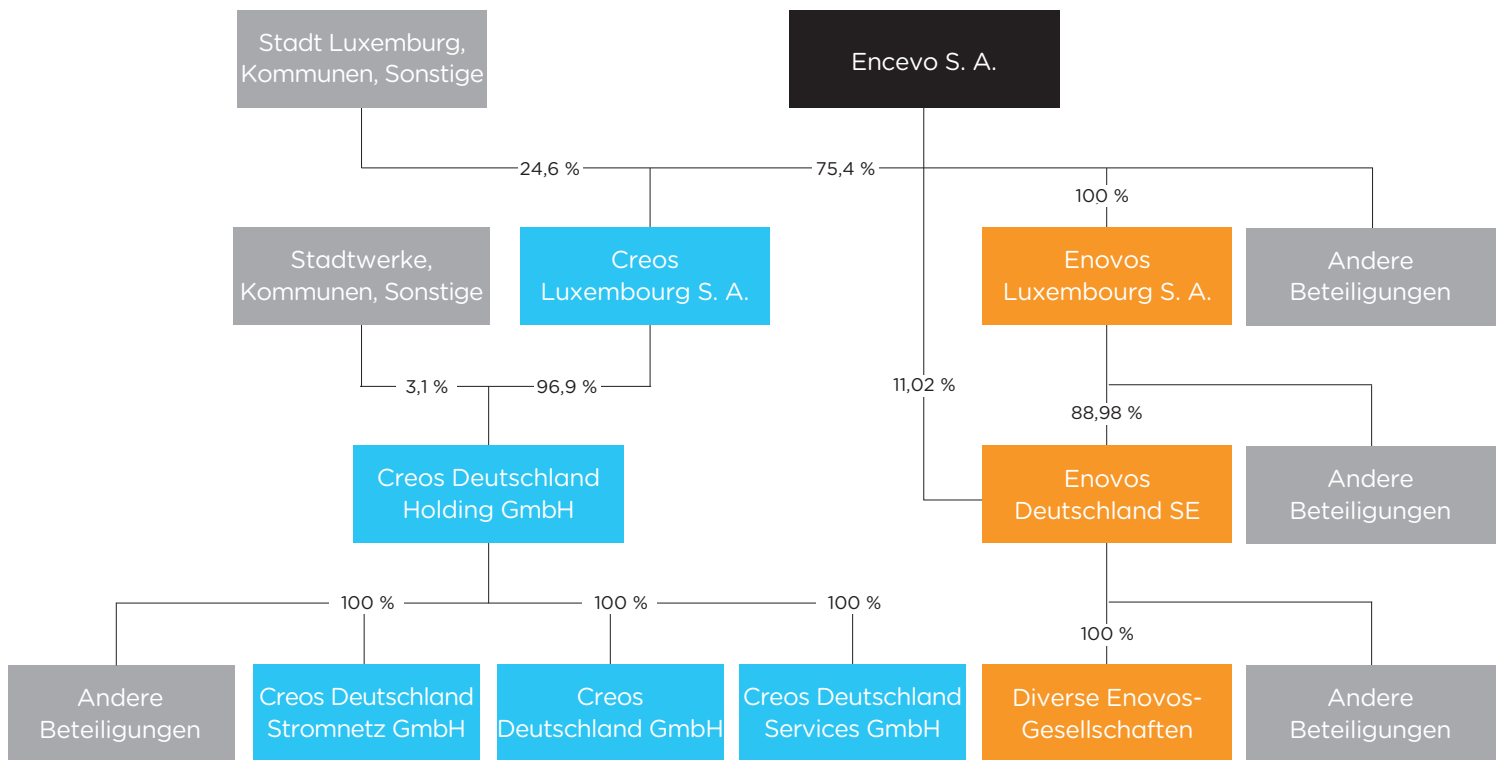 Stadt Luxemburg,
Kommunen, Sonstige
Encevo S. A.
24,6 %
75,4 %
100 %
Stadtwerke,
Kommunen, Sonstige
Creos
Luxembourg S. A.
Enovos
Luxembourg S. A.
Andere
Beteiligungen
3,1 %
96,9 %
11,02 %
88,98 %
Creos Deutschland
Holding GmbH
Enovos
Deutschland SE
Andere
Beteiligungen
100 %
100 %
100 %
100 %
Andere
Beteiligungen
Creos Deutschland
Stromnetz GmbH
Creos
Deutschland GmbH
Creos Deutschland
Services GmbH
Diverse Enovos-
Gesellschaften
Andere
Beteiligungen